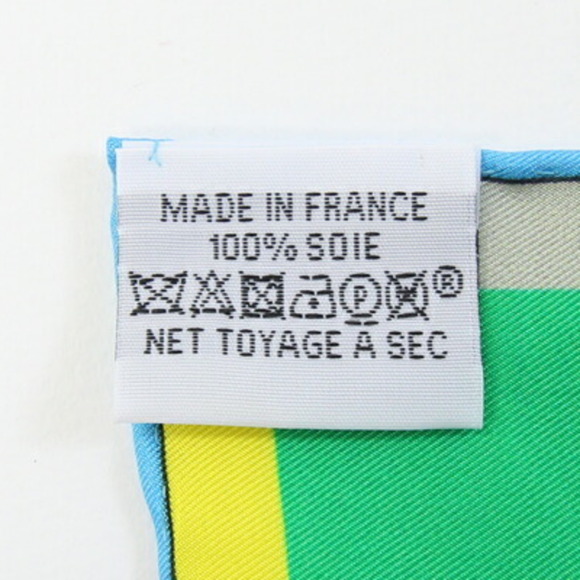 MADE IN FRANCE
100% SOIE
P ®
NET TOYAGE À SEC